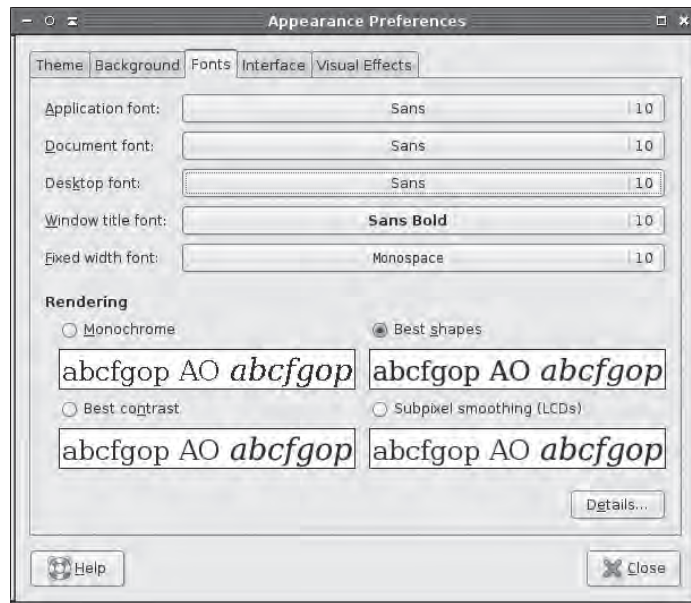 Appearance Preferences
Theme Background Fonts Interface Visual Effects
Application font: Sans 10
Document font: Sans 10
Desktop font: Sans 10
Window title font: Sans Bold 10
Fixed width font: Monospace 10
Rendering
Monochrome Best shapes
abcfgop AO abcfgop abcfgop AO abcfgop
Best contrast Subpixel smoothing (LCDs)
abcfgop AO abcfgop abcfgop AO abcfgop
Details...
Help Close